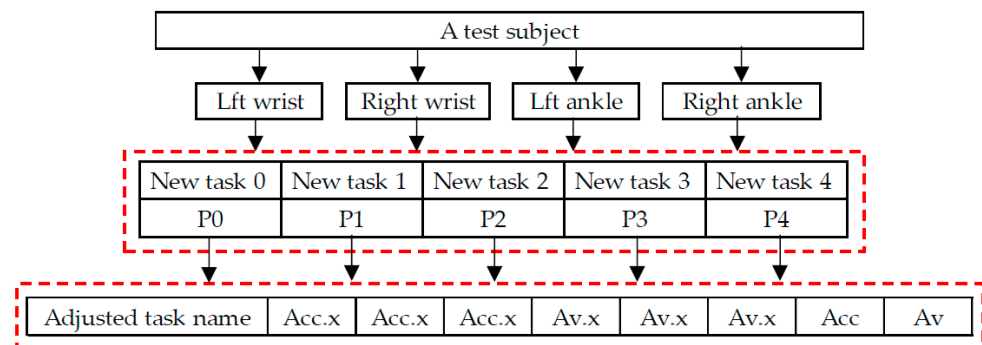 A test subject
Lft wrist Right wrist Lft ankle Right ankle
New task 0 New task 1 New task 2 New task 3 New task 4
P0 P1 P2 P3 P4
Adjusted task name Acc.x Acc.x Acc.x Av.x Av.x Av.x Acc Av